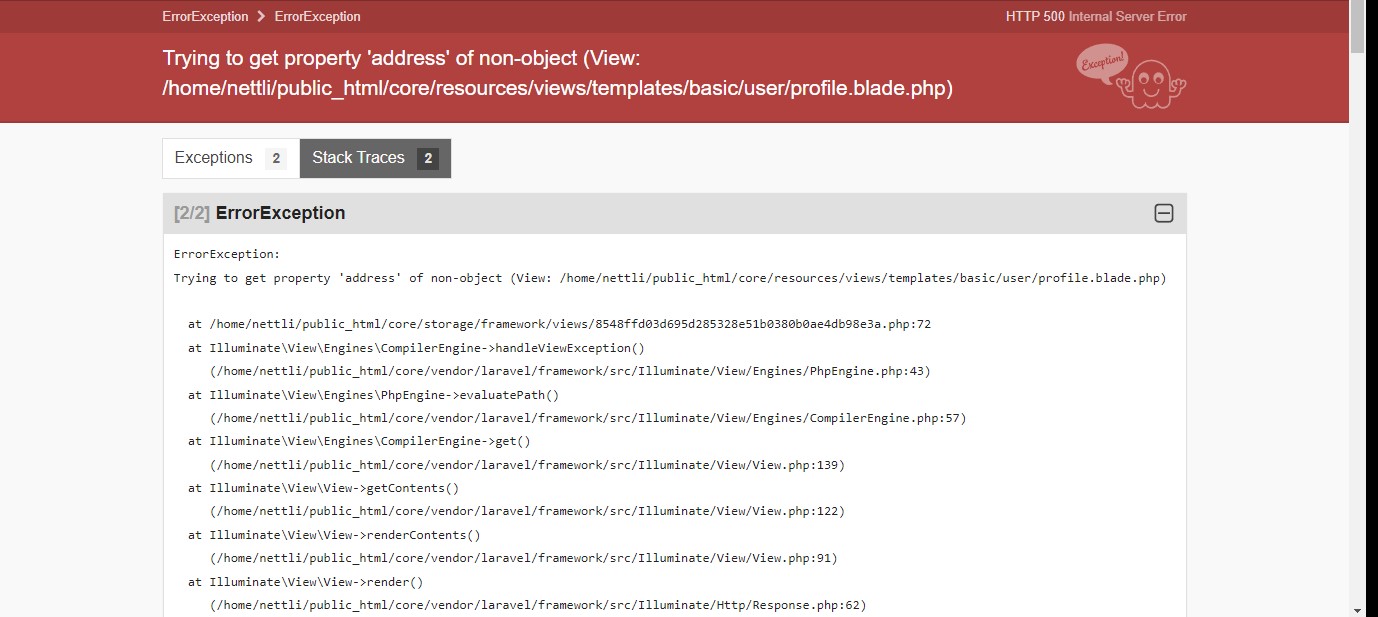 ErrorException > ErrorException HTTP 500 Internal Server Error
Trying to get property 'address' of non-object (View:
/home/nettli/public_html/core/resources/views/templates/basic/user/profile.blade.php)
Exception!
Exceptions 2 Stack Traces 2
[2/2] ErrorException
ErrorException:
Trying to get property 'address' of non-object (View: /home/nettli/public_html/core/resources/views/templates/basic/user/profile.blade.php)
at /home/nettli/public_html/core/storage/framework/views/8548ffd03d695d285328e51b0380b0ae4db98e3a.php:72
at Illuminate\View\Engines\CompilerEngine->handleViewException()
(/home/nettli/public_html/core/vendor/laravel/framework/src/Illuminate/View/Engines/PhpEngine.php:43)
at Illuminate\View\Engines\PhpEngine->evaluatePath()
(/home/nettli/public_html/core/vendor/laravel/framework/src/Illuminate/View/Engines/CompilerEngine.php:57)
at Illuminate\View\Engines\CompilerEngine->get()
(/home/nettli/public_html/core/vendor/laravel/framework/src/Illuminate/View/View.php:139)
at Illuminate\View\View->getContents()
(/home/nettli/public_html/core/vendor/laravel/framework/src/Illuminate/View/View.php:122)
at Illuminate\View\View->renderContents()
(/home/nettli/public_html/core/vendor/laravel/framework/src/Illuminate/View/View.php:91)
at Illuminate\View\View->render()
(/home/nettli/public_html/core/vendor/laravel/framework/src/Illuminate/Http/Response.php:62)